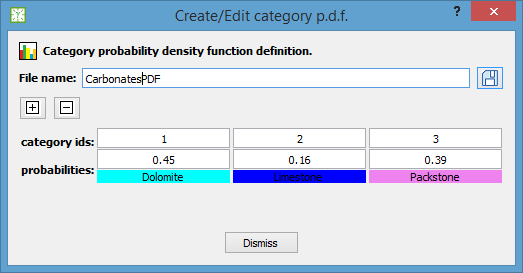 Create/Edit category p.d.f.
? ×
Category probability density function definition.
File name: CarbonatesPDF
+ −
category ids: 1 2 3
probabilities: 0.45 0.16 0.39
Dolomite Limestone Packstone
Dismiss